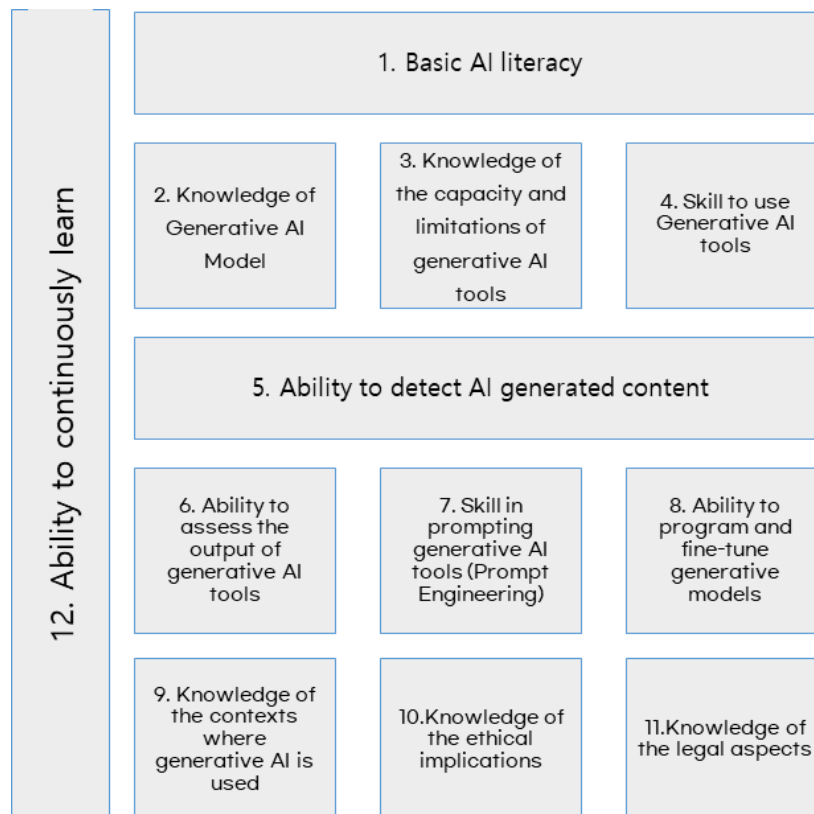 12. Ability to continuously learn
1. Basic AI literacy
2. Knowledge of
Generative AI
Model
3. Knowledge of
the capacity and
limitations of
generative AI
tools
4. Skill to use
Generative AI
tools
5. Ability to detect AI generated content
6. Ability to
assess the
output of
generative AI
tools
7. Skill in
prompting
generative AI
tools (Prompt
Engineering)
8. Ability to
program and
fine-tune
generative
models
9. Knowledge of
the contexts
where
generative AI is
used
10.Knowledge of
the ethical
implications
11.Knowledge of
the legal aspects